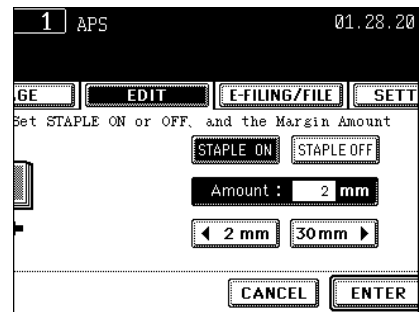 1 APS 01.28.20
GE EDIT E-FILING/FILE SETT
Set STAPLE ON or OFF, and the Margin Amount
STAPLE ON STAPLE OFF
Amount : 2 mm
2 mm 30mm
CANCEL ENTER